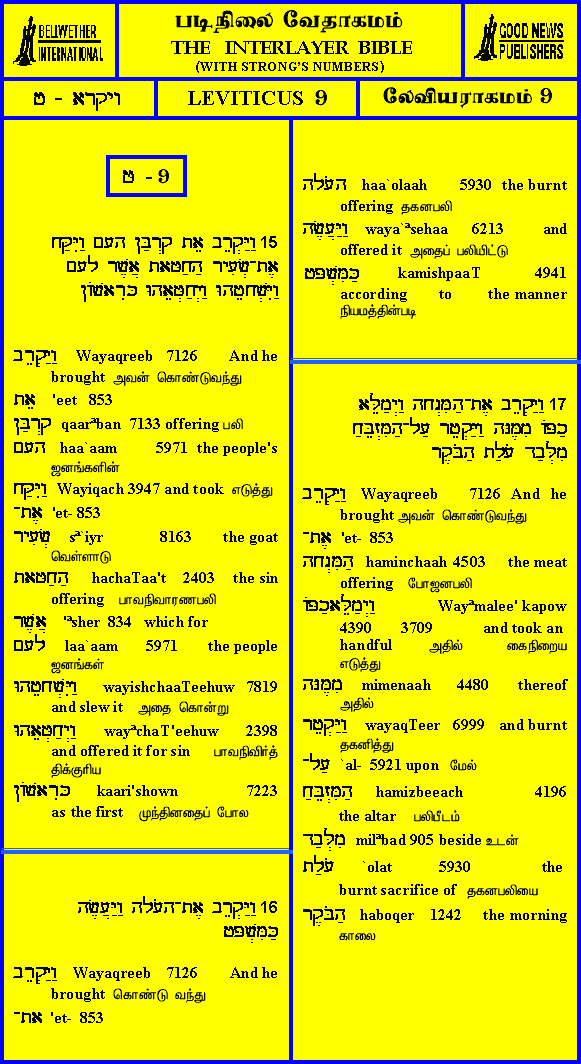 BELLWETHER
INTERNATIONAL
படிநிலை வேதாகமம்
THE INTERLAYER BIBLE
(WITH STRONG'S NUMBERS)
GOOD NEWS
PUBLISHERS
ויקרא - ט
LEVITICUS 9
லேவியராகமம் 9
ט - 9
15 וַיַּקְרֵב אֵת קָרְבַּן הָעָם וַיִּקַּח
אֶת־שְׂעִיר הַחַטָּאת אֲשֶׁר לָעָם
וַיִּשְׁחָטֵהוּ וַיְחַטְּאֵהוּ כָּרִאשׁוֹן
וַיַּקְרֵב Wayaqreeb 7126 And he
brought அவன் கொண்டுவந்து
אֵת 'eet 853
קָרְבַּן qaarªban 7133 offering பலி
הָעָם haa`aam 5971 the people's
ஜனங்களின்
וַיִּקַּח Wayiqach 3947 and took எடுத்து
אֶת־ 'et- 853
שְׂעִיר sª`iyr 8163 the goat
வெள்ளாடு
הַחַטָּאת hachaTaa't 2403 the sin
offering பாவநிவாரணபலி
אֲשֶׁר 'ªsher 834 which for
לָעָם laa`aam 5971 the people
ஜனங்கள்
וַיִּשְׁחָטֵהוּ wayishchaaTeehuw 7819
and slew it அதை கொன்று
וַיְחַטְּאֵהוּ wayªchaT'eehuw 2398
and offered it for sin பாவநிவிர்த்
திக்குரிய
כָּרִאשׁוֹן kaari'shown 7223
as the first முந்தினதைப் போல
16 וַיַּקְרֵב אֶת־הָעֹלָה וַיַּעֲשֶׂהָ
כַּמִּשְׁפָּט
וַיַּקְרֵב Wayaqreeb 7126 And he
brought கொண்டு வந்து
אֶת־ 'et- 853
הָעֹלָה haa`olaah 5930 the burnt
offering தகனபலி
וַיַּעֲשֶׂהָ waya`ªsehaa 6213 and
offered it அதைப் பலியிட்டு
כַּמִּשְׁפָּט kamishpaaT 4941
according to the manner
நியமத்தின்படி
17 וַיַּקְרֵב אֶת־הַמִּנְחָה וַיְמַלֵּא
כַפּוֹ מִמֶּנָּה וַיַּקְטֵר עַל־הַמִּזְבֵּחַ
מִלְּבַד עֹלַת הַבֹּקֶר
וַיַּקְרֵב Wayaqreeb 7126 And he
brought அவன் கொண்டுவந்து
אֶת־ 'et- 853
הַמִּנְחָה haminchaah 4503 the meat
offering போஜனபலி
וַיְמַלֵּאכַפּוֹ Wayªmalee' kapow
4390 3709 and took an
handful அதில் கைநிறைய
எடுத்து
מִמֶּנָּה mimenaah 4480 thereof
அதில்
וַיַּקְטֵר wayaqTeer 6999 and burnt
தகனித்து
עַל־ `al- 5921 upon மேல்
הַמִּזְבֵּחַ hamizbeeach 4196
the altar பலிபீடம்
מִלְּבַד milªbad 905 beside உடன்
עֹלַת `olat 5930 the
burnt sacrifice of தகனபலியை
הַבֹּקֶר haboqer 1242 the morning
காலை